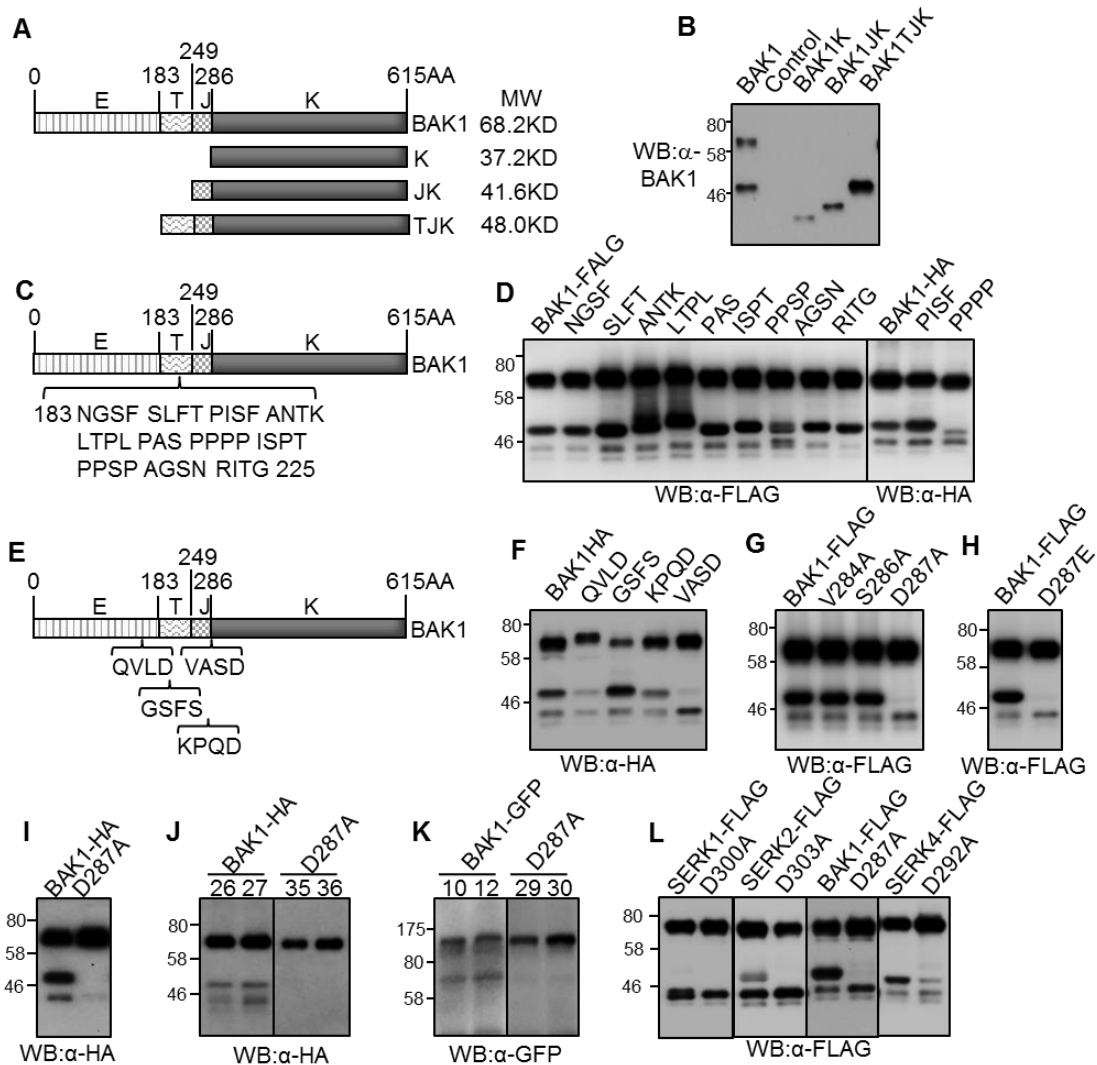 A
0 183 249 286 615AA
E T J K MW
BAK1 68.2KD
K 37.2KD
JK 41.6KD
TJK 48.0KD
B
BAK1 Control BAK1K BAK1JK BAK1TJK
WB:α-BAK1
80
58
46
C
0 183 249 286 615AA
E T J K
BAK1
183 NGSF SLFT PISF ANTK
LTPL PAS PPPP ISPT
PPSP AGSN RITG 225
D
BAK1-FALG NGSF SLFT ANTK LTPL PAS ISPT PPSP AGSN RITG BAK1-HA PISF PPPP
80
58
46
WB:α-FLAG WB:α-HA
E
0 183 249 286 615AA
E T J K
BAK1
QVLD VASD
GSFS
KPQD
F
BAK1HA QVLD GSFS KPQD VASD
80
58
46
WB:α-HA
G
BAK1-FLAG V284A S286A D287A
80
58
46
WB:α-FLAG
H
BAK1-FLAG D287E
80
58
46
WB:α-FLAG
I
BAK1-HA D287A
80
58
46
WB:α-HA
J
BAK1-HA D287A
26 27 35 36
80
58
46
WB:α-HA
K
BAK1-GFP D287A
10 12 29 30
175
80
58
WB:α-GFP
L
SERK1-FLAG D300A SERK2-FLAG D303A BAK1-FLAG D287A SERK4-FLAG D292A
80
58
46
WB:α-FLAG